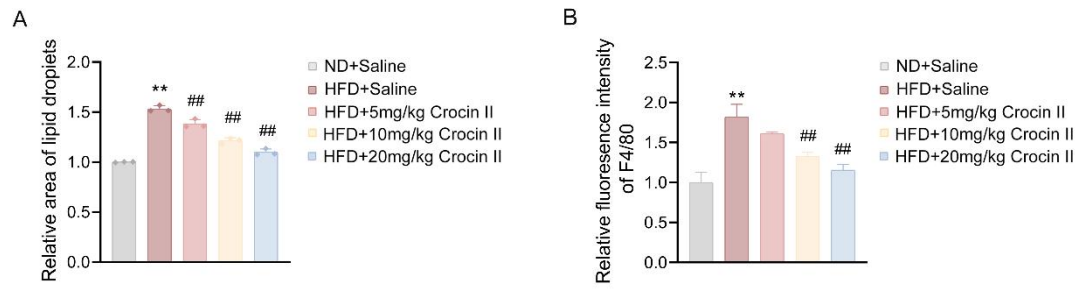 A
Relative area of lipid dropiets
2.0
1.5
1.0
0.5
0.0
**
##
##
##
ND+Saline
HFD+Saline
HFD+5mg/kg Crocin II
HFD+10mg/kg Crocin II
HFD+20mg/kg Crocin II
B
Relative fluoresence intensity
of F4/80
2.5
2.0
1.5
1.0
0.5
0.0
**
##
##
ND+Saline
HFD+Saline
HFD+5mg/kg Crocin II
HFD+10mg/kg Crocin II
HFD+20mg/kg Crocin II